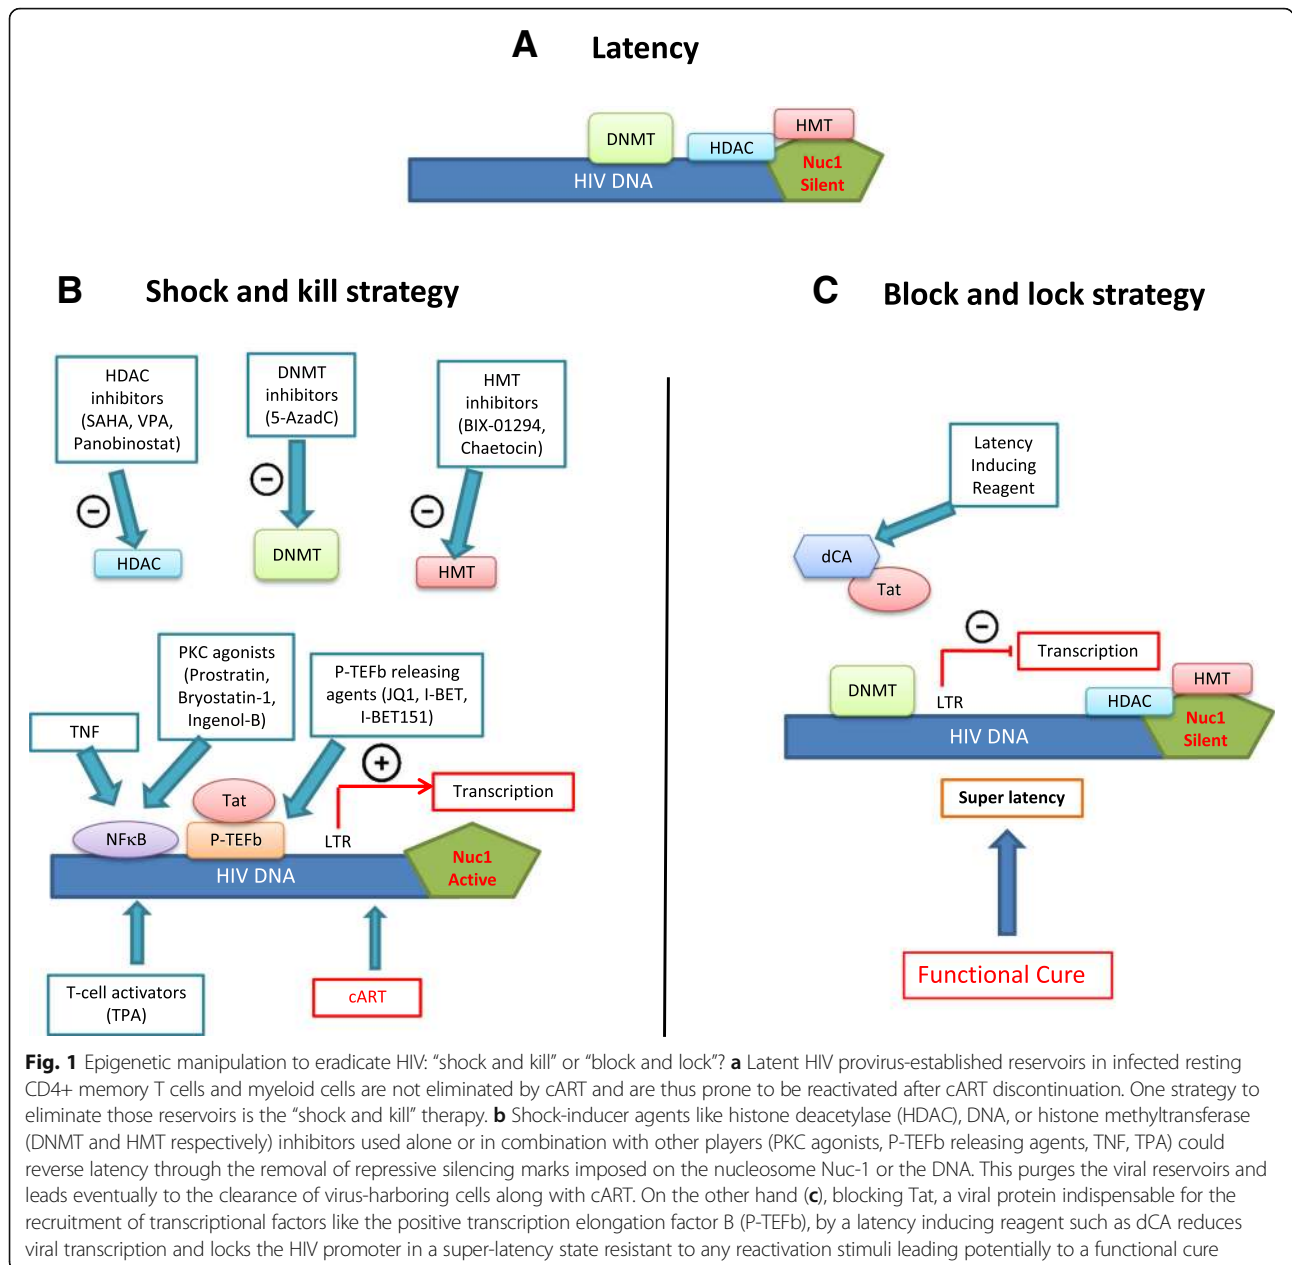 A Latency
DNMT
HDAC
HMT
HIV DNA
Nuc1
Silent
B Shock and kill strategy
HDAC
inhibitors
(SAHA, VPA,
Panobinostat)
DNMT
inhibitors
(5-AzadC)
HMT
inhibitors
(BIX-01294,
Chaetocin)
−
−
−
HDAC
DNMT
HMT
PKC agonists
(Prostratin,
Bryostatin-1,
Ingenol-B)
P-TEFb releasing
agents (JQ1, I-BET,
I-BET151)
TNF
+
Tat
Transcription
NFκB
P-TEFb
LTR
HIV DNA
Nuc1
Active
T-cell activators
(TPA)
cART
C Block and lock strategy
Latency
Inducing
Reagent
dCA
Tat
−
Transcription
DNMT
LTR
HDAC
HMT
HIV DNA
Nuc1
Silent
Super latency
Functional Cure
Fig. 1 Epigenetic manipulation to eradicate HIV: “shock and kill” or “block and lock”? a Latent HIV provirus-established reservoirs in infected resting
CD4+ memory T cells and myeloid cells are not eliminated by cART and are thus prone to be reactivated after cART discontinuation. One strategy to
eliminate those reservoirs is the “shock and kill” therapy. b Shock-inducer agents like histone deacetylase (HDAC), DNA, or histone methyltransferase
(DNMT and HMT respectively) inhibitors used alone or in combination with other players (PKC agonists, P-TEFb releasing agents, TNF, TPA) could
reverse latency through the removal of repressive silencing marks imposed on the nucleosome Nuc-1 or the DNA. This purges the viral reservoirs and
leads eventually to the clearance of virus-harboring cells along with cART. On the other hand (c), blocking Tat, a viral protein indispensable for the
recruitment of transcriptional factors like the positive transcription elongation factor B (P-TEFb), by a latency inducing reagent such as dCA reduces
viral transcription and locks the HIV promoter in a super-latency state resistant to any reactivation stimuli leading potentially to a functional cure